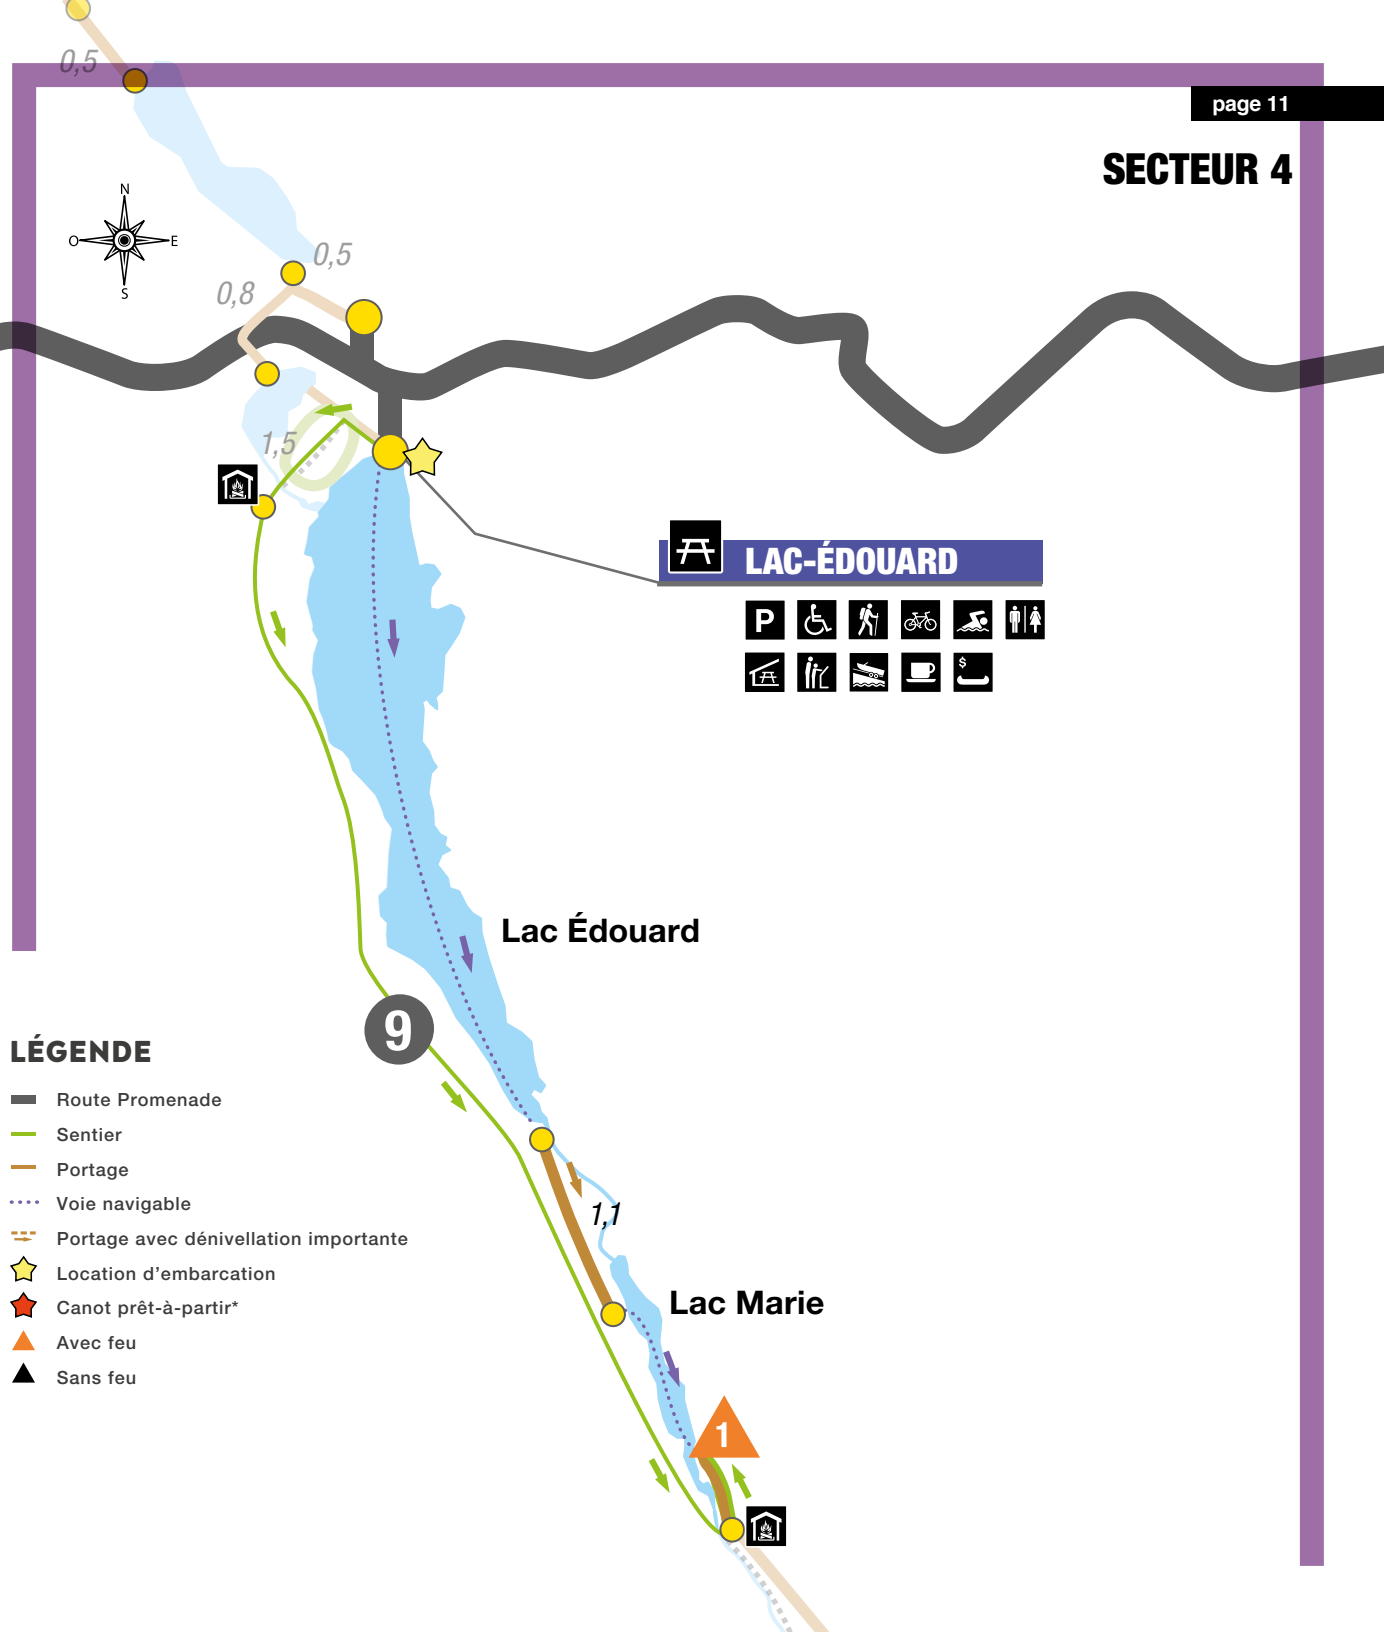 0,5
page 11
SECTEUR 4
N
O E
S
0,5
0,8
1,5
LAC-ÉDOUARD
P
$
Lac Édouard
9
LÉGENDE
Route Promenade
Sentier
Portage
Voie navigable
Portage avec dénivellation importante
Location d'embarcation
Canot prêt-à-partir*
Avec feu
Sans feu
1,1
Lac Marie
1